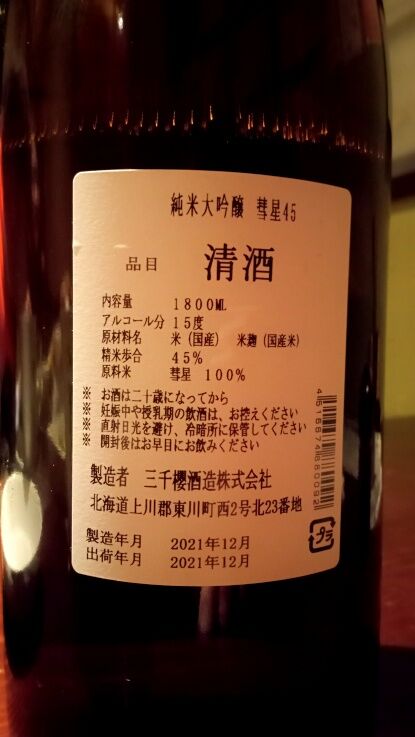 純米大吟醸 彗星45
品目 清酒
内容量 1800ML
アルコール分 15度
原材料名 米（国産） 米麹（国産米）
精米歩合 45%
原料米 彗星 100%
※ お酒は二十歳になってから
※ 妊娠中や授乳期の飲酒は、お控えください
※ 直射日光を避け、冷暗所に保管してください
※ 開封後はお早目にお飲みください
製造者 三千櫻酒造株式会社
北海道上川郡東川町西2号北23番地
製造年月 2021年12月
出荷年月 2021年12月
4516874880092
プラ